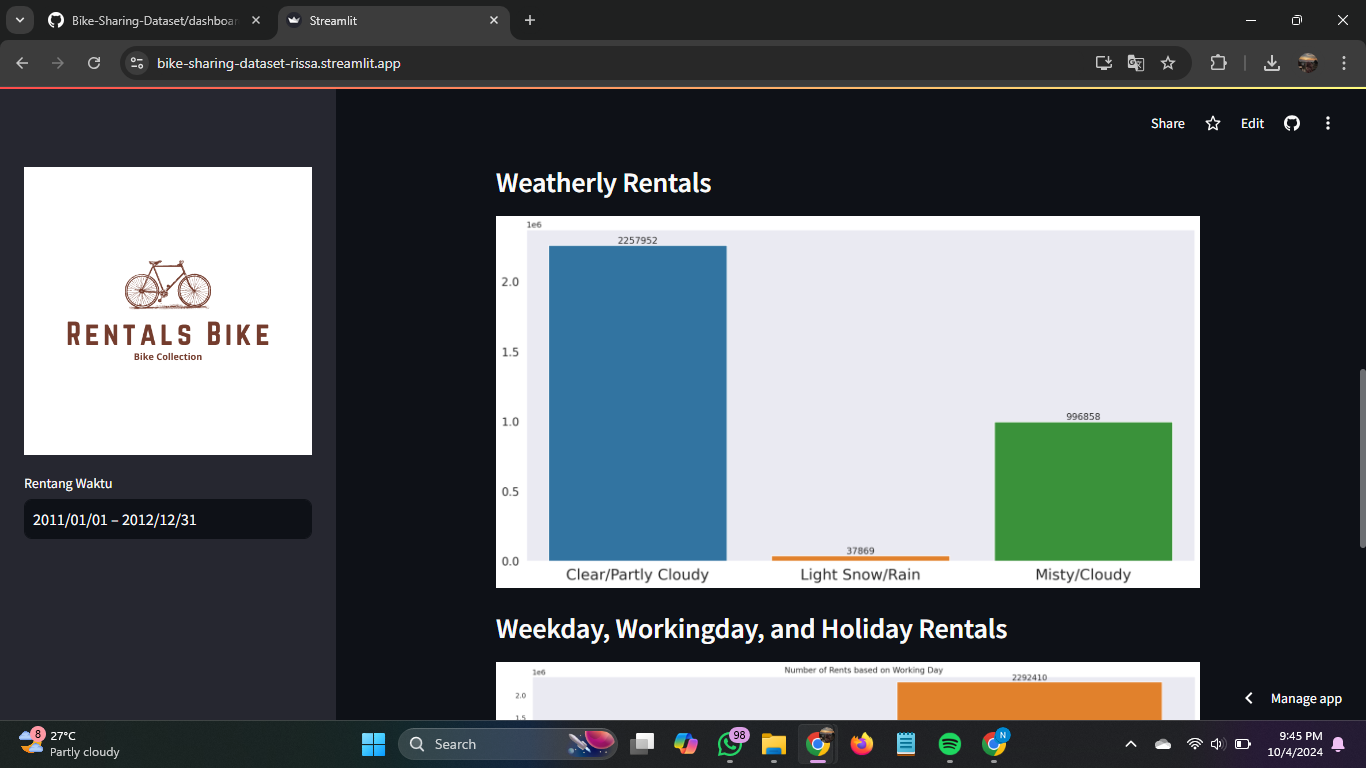 Bike-Sharing-Dataset/dashboar
Streamlit
bike-sharing-dataset-rissa.streamlit.app
Share
Edit
RENTALS BIKE
Bike Collection
Rentang Waktu
2011/01/01 – 2012/12/31
Weatherly Rentals
1e6
2257952
2.0
1.5
1.0
996858
0.5
37869
0.0
Clear/Partly Cloudy
Light Snow/Rain
Misty/Cloudy
Weekday, Workingday, and Holiday Rentals
Number of Rents based on Working Day
1e6
2292410
2.0
1.5
Manage app
8
27°C
Partly cloudy
Search
98
N
9:45 PM
10/4/2024